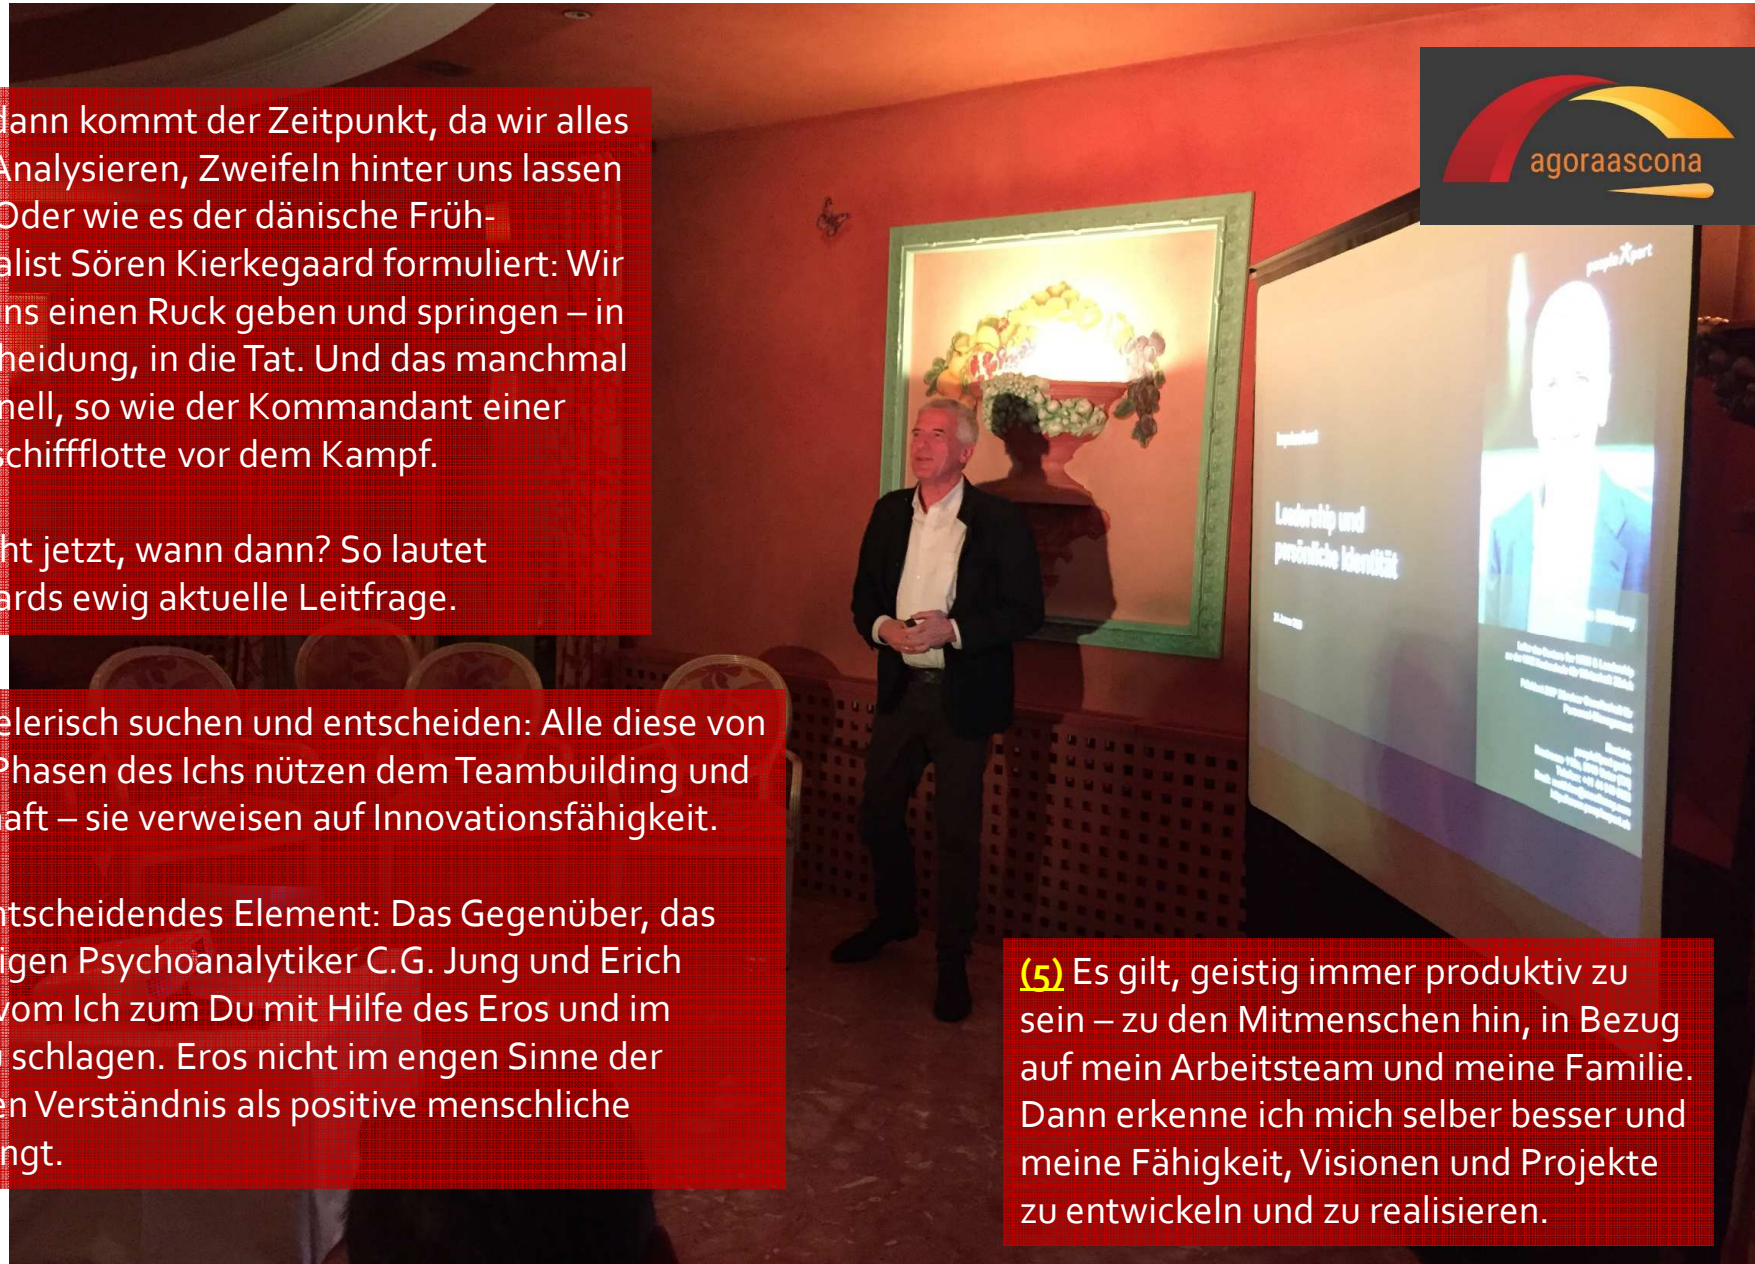 dann kommt der Zeitpunkt, da wir alles
Analysieren, Zweifeln hinter uns lassen
Oder wie es der dänische Früh-
alist Sören Kierkegaard formuliert: Wir
ns einen Ruck geben und springen – in
heidung, in die Tat. Und das manchmal
nell, so wie der Kommandant einer
schiffflotte vor dem Kampf.
ht jetzt, wann dann? So lautet
ards ewig aktuelle Leitfrage.
elerisch suchen und entscheiden: Alle diese von
Phasen des Ichs nützen dem Teambuilding und
aft – sie verweisen auf Innovationsfähigkeit.
ntscheidendes Element: Das Gegenüber, das
igen Psychoanalytiker C.G. Jung und Erich
vom Ich zum Du mit Hilfe des Eros und im
schlagen. Eros nicht im engen Sinne der
n Verständnis als positive menschliche
ngt.
agoraascona
people Xpert
Leadership und
persönliche Identität
(5) Es gilt, geistig immer produktiv zu
sein – zu den Mitmenschen hin, in Bezug
auf mein Arbeitsteam und meine Familie.
Dann erkenne ich mich selber besser und
meine Fähigkeit, Visionen und Projekte
zu entwickeln und zu realisieren.